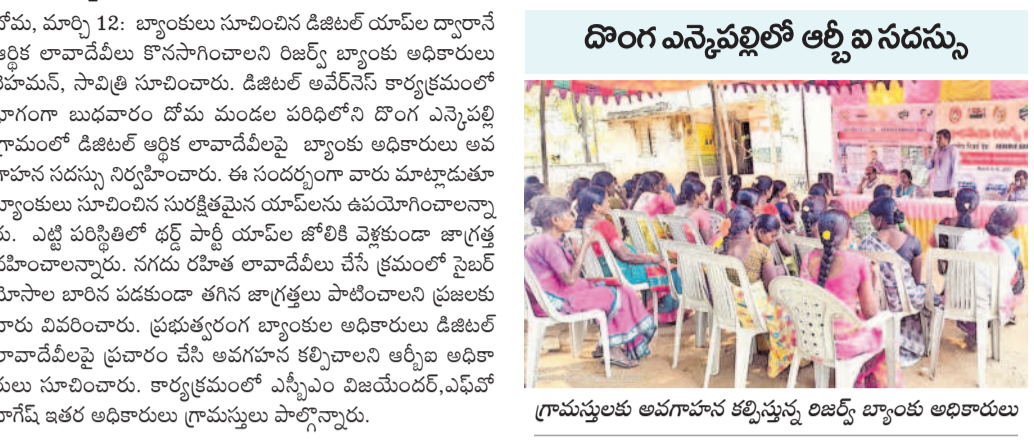 దొంగ ఎన్కెపల్లిలో ఆర్బీఐ సదస్సు
దోమ, మార్చి 12: బ్యాంకులు సూచించిన డిజిటల్ యాప్‌ల ద్వారానే
ఆర్థిక లావాదేవీలు కొనసాగించాలని రిజర్వ్ బ్యాంకు అధికారులు
రెహమన్, సావిత్రి సూచించారు. డిజిటల్ అవేర్‌నెస్ కార్యక్రమంలో
భాగంగా బుధవారం దోమ మండల పరిధిలోని దొంగ ఎన్కెపల్లి
గ్రామంలో డిజిటల్ ఆర్థిక లావాదేవీలపై బ్యాంకు అధికారులు అవ
గాహన సదస్సు నిర్వహించారు. ఈ సందర్భంగా వారు మాట్లాడుతూ
బ్యాంకులు సూచించిన సురక్షితమైన యాప్‌లను ఉపయోగించాలన్నా
రు. ఎట్టి పరిస్థితిలో థర్డ్ పార్టీ యాప్‌ల జోలికి వెళ్లకుండా జాగ్రత్త
వహించాలన్నారు. నగదు రహిత లావాదేవీలు చేసే క్రమంలో సైబర్
మోసాల బారిన పడకుండా తగిన జాగ్రత్తలు పాటించాలని ప్రజలకు
వారు వివరించారు. ప్రభుత్వరంగ బ్యాంకుల అధికారులు డిజిటల్
లావాదేవీలపై ప్రచారం చేసి అవగహన కల్పిచాలని ఆర్బీఐ అధికా
రులు సూచించారు. కార్యక్రమంలో ఎస్బీఎం విజయేందర్,ఎఫ్‌వో
నాగేష్ ఇతర అధికారులు గ్రామస్తులు పాల్గొన్నారు.
గ్రామస్తులకు అవగాహన కల్పిస్తున్న రిజర్వ్ బ్యాంకు అధికారులు